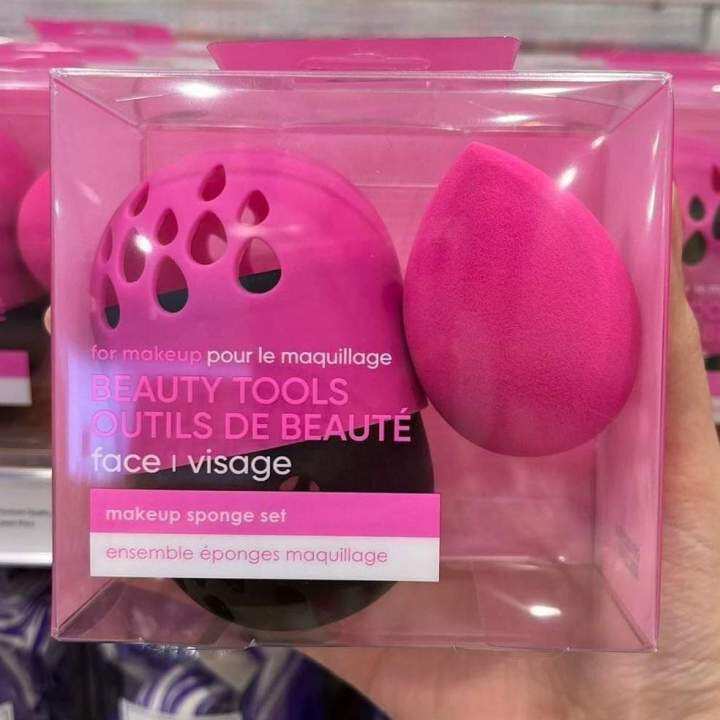 for makeup pour le maquillage
BEAUTY TOOLS
OUTILS DE BEAUTÉ
face | visage
makeup sponge set
ensemble éponges maquillage